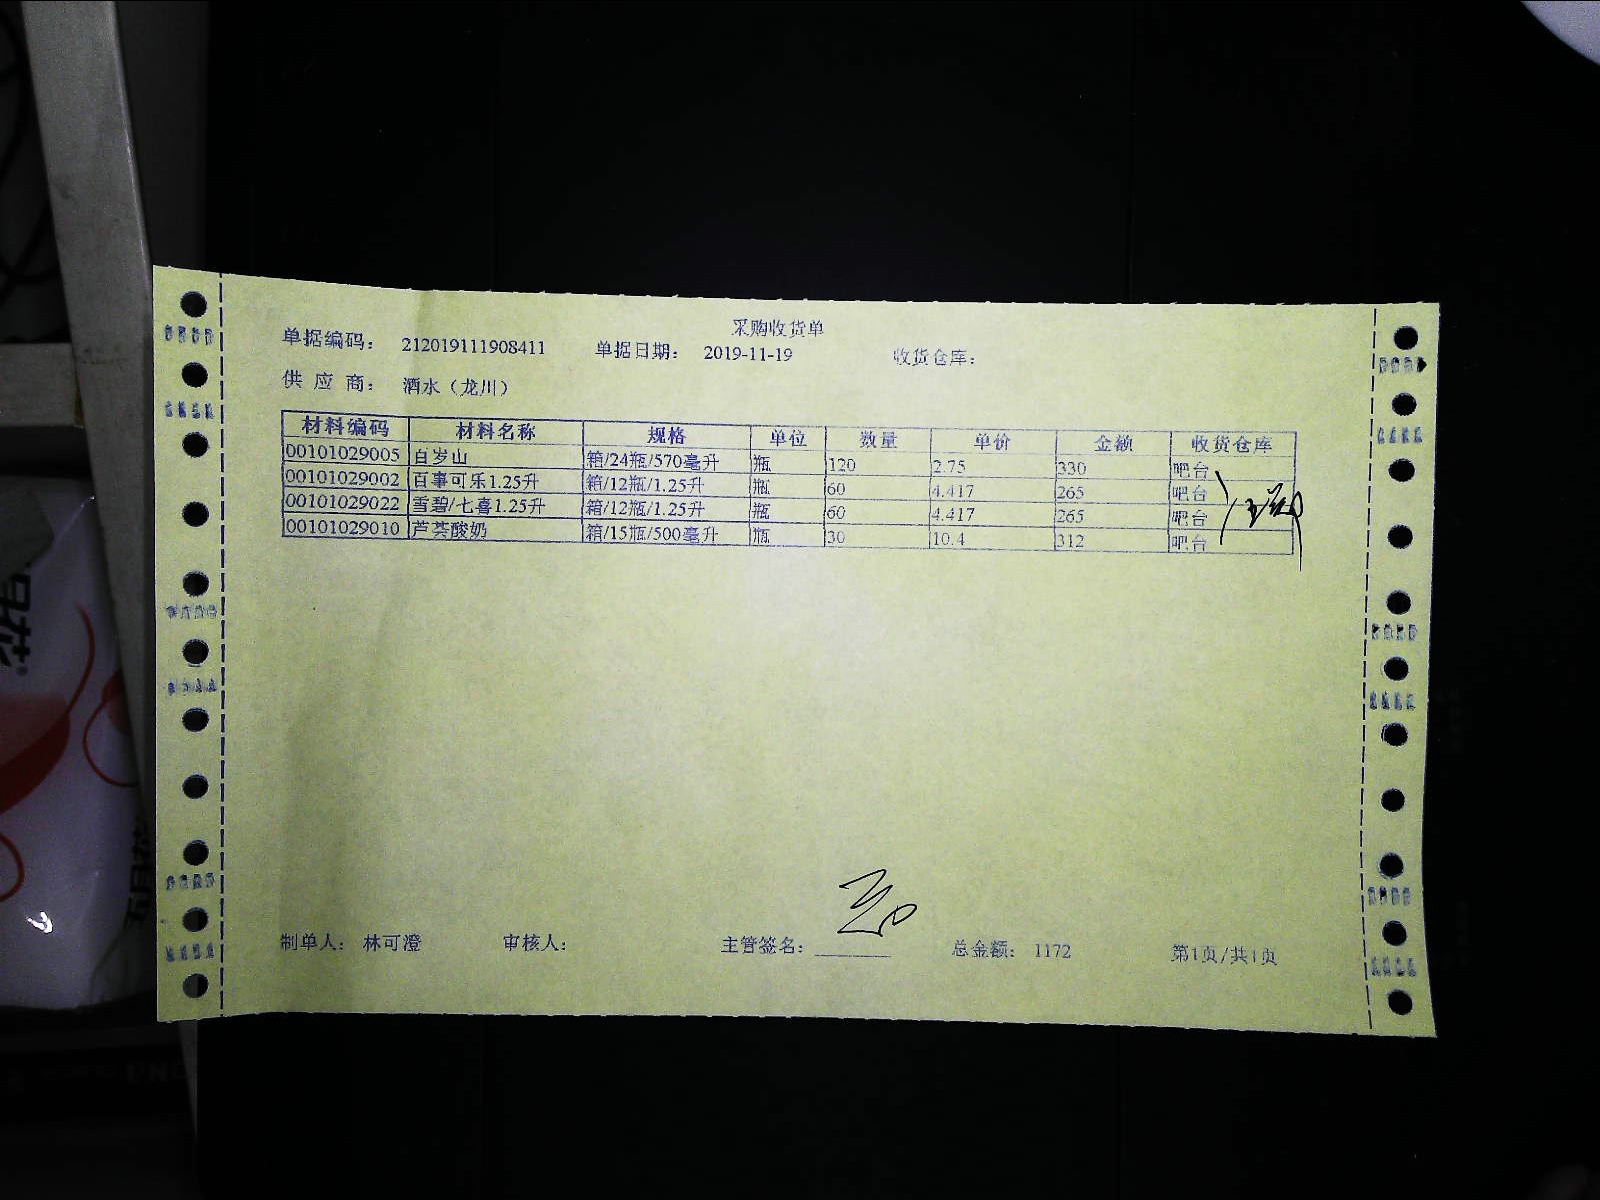 采购收货单
单据编码： 212019111908411 单据日期： 2019-11-19 收货仓库：
供 应 商： 酒水（龙川）
材料编码 材料名称 规格 单位 数量 单价 金额 收货仓库
00101029005 百岁山 箱/24瓶/570毫升 瓶 120 2.75 330 吧台
00101029002 百事可乐1.25升 箱/12瓶/1.25升 瓶 60 4.417 265 吧台
00101029022 雪碧/七喜1.25升 箱/12瓶/1.25升 瓶 60 4.417 265 吧台
00101029010 芦荟酸奶 箱/15瓶/500毫升 瓶 30 10.4 312 吧台
制单人： 林可澄 审核人： 主管签名： 总金额： 1172 第1页/共1页